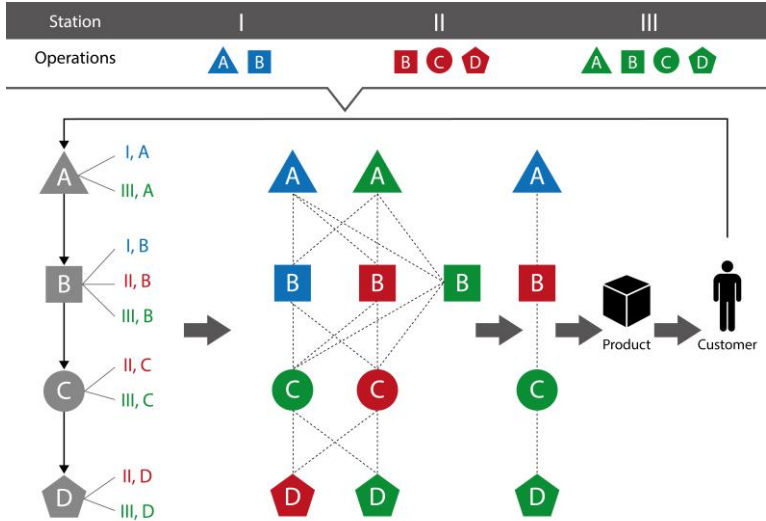 Station I II III
Operations A B B C D A B C D
I, A
A A A A
III, A
I, B
B II, B B B B B
III, B
Product Customer
II, C
C C C C
III, C
II, D
D D D D
III, D